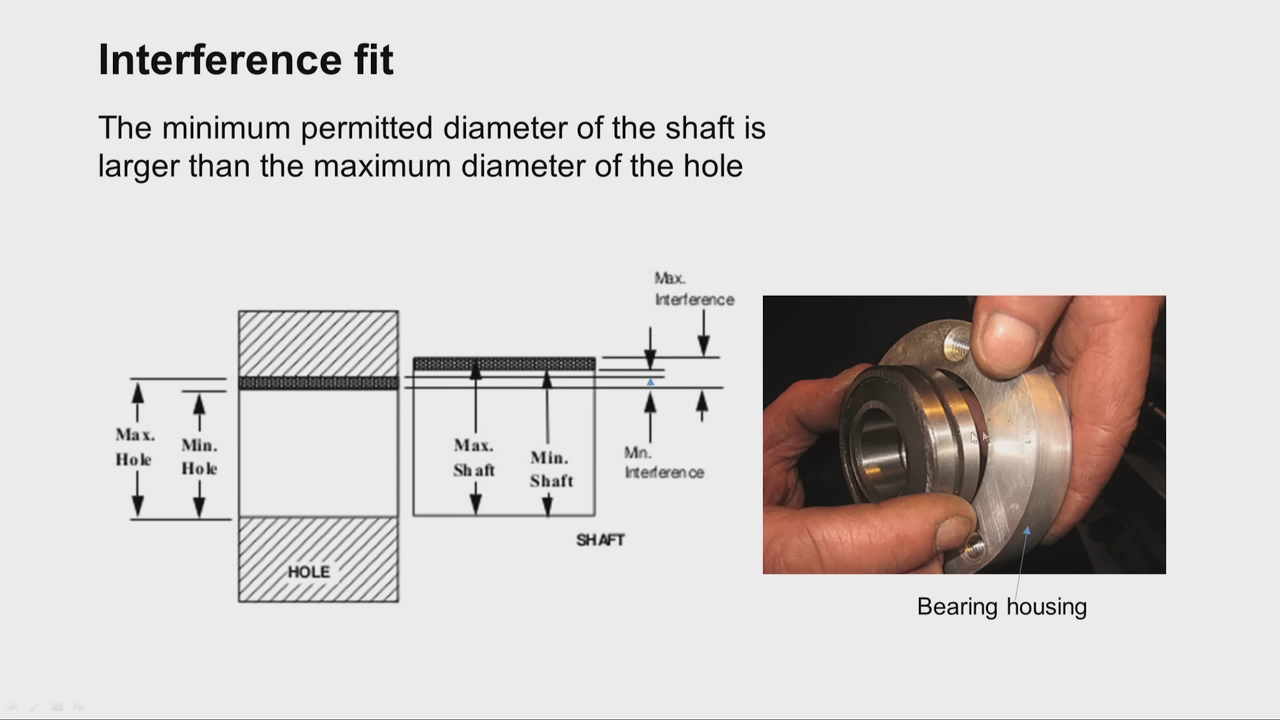 Interference fit
The minimum permitted diameter of the shaft is
larger than the maximum diameter of the hole
Max.
Interference
Max.
Hole
Min.
Hole
Max.
Shaft
Min.
Shaft
Min.
Interference
SHAFT
HOLE
Bearing housing